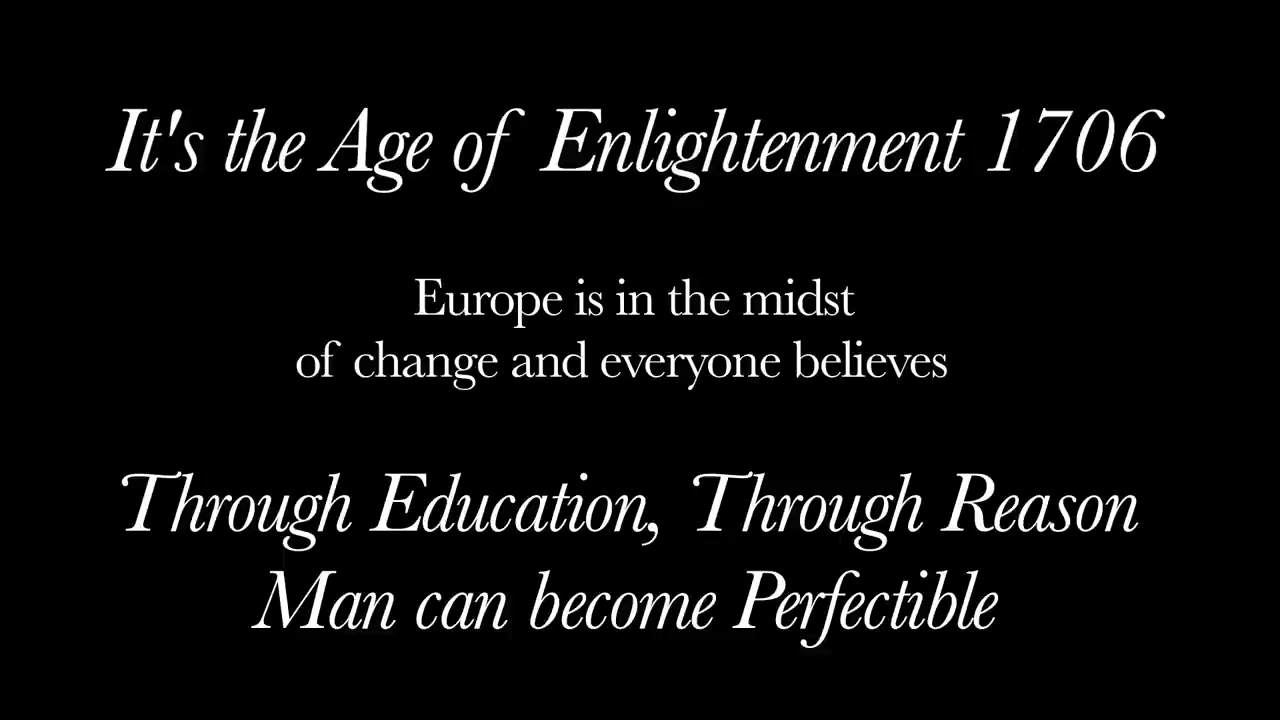 It's the Age of Enlightenment 1706
Europe is in the midst
of change and everyone believes
Through Education, Through Reason
Man can become Perfectible